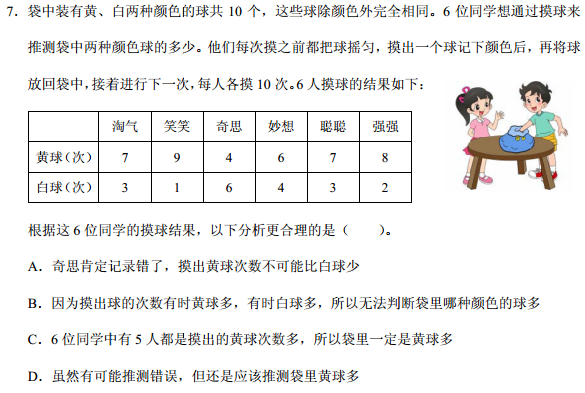 7．袋中装有黄、白两种颜色的球共 10 个，这些球除颜色外完全相同。6 位同学想通过摸球来
推测袋中两种颜色球的多少。他们每次摸之前都把球摇匀，摸出一个球记下颜色后，再将球
放回袋中，接着进行下一次，每人各摸 10 次。6 人摸球的结果如下：
淘气 笑笑 奇思 妙想 聪聪 强强
黄球（次） 7 9 4 6 7 8
白球（次） 3 1 6 4 3 2
根据这 6 位同学的摸球结果，以下分析更合理的是（ ）。
A．奇思肯定记录错了，摸出黄球次数不可能比白球少
B．因为摸出球的次数有时黄球多，有时白球多，所以无法判断袋里哪种颜色的球多
C．6 位同学中有 5 人都是摸出的黄球次数多，所以袋里一定是黄球多
D．虽然有可能推测错误，但还是应该推测袋里黄球多